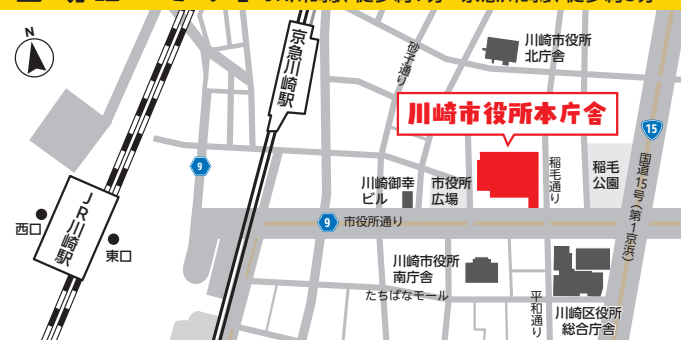 N
京急川崎駅
砂子通り
川崎市役所
北庁舎
川崎市役所本庁舎
15
国道15号(第1京浜)
9
川崎御幸
ビル
市役所
広場
稲毛通り
稲毛
公園
JR川崎駅
西口
東口
9
市役所通り
川崎市役所
南庁舎
たちばなモール
平和通り
川崎区役所
総合庁舎